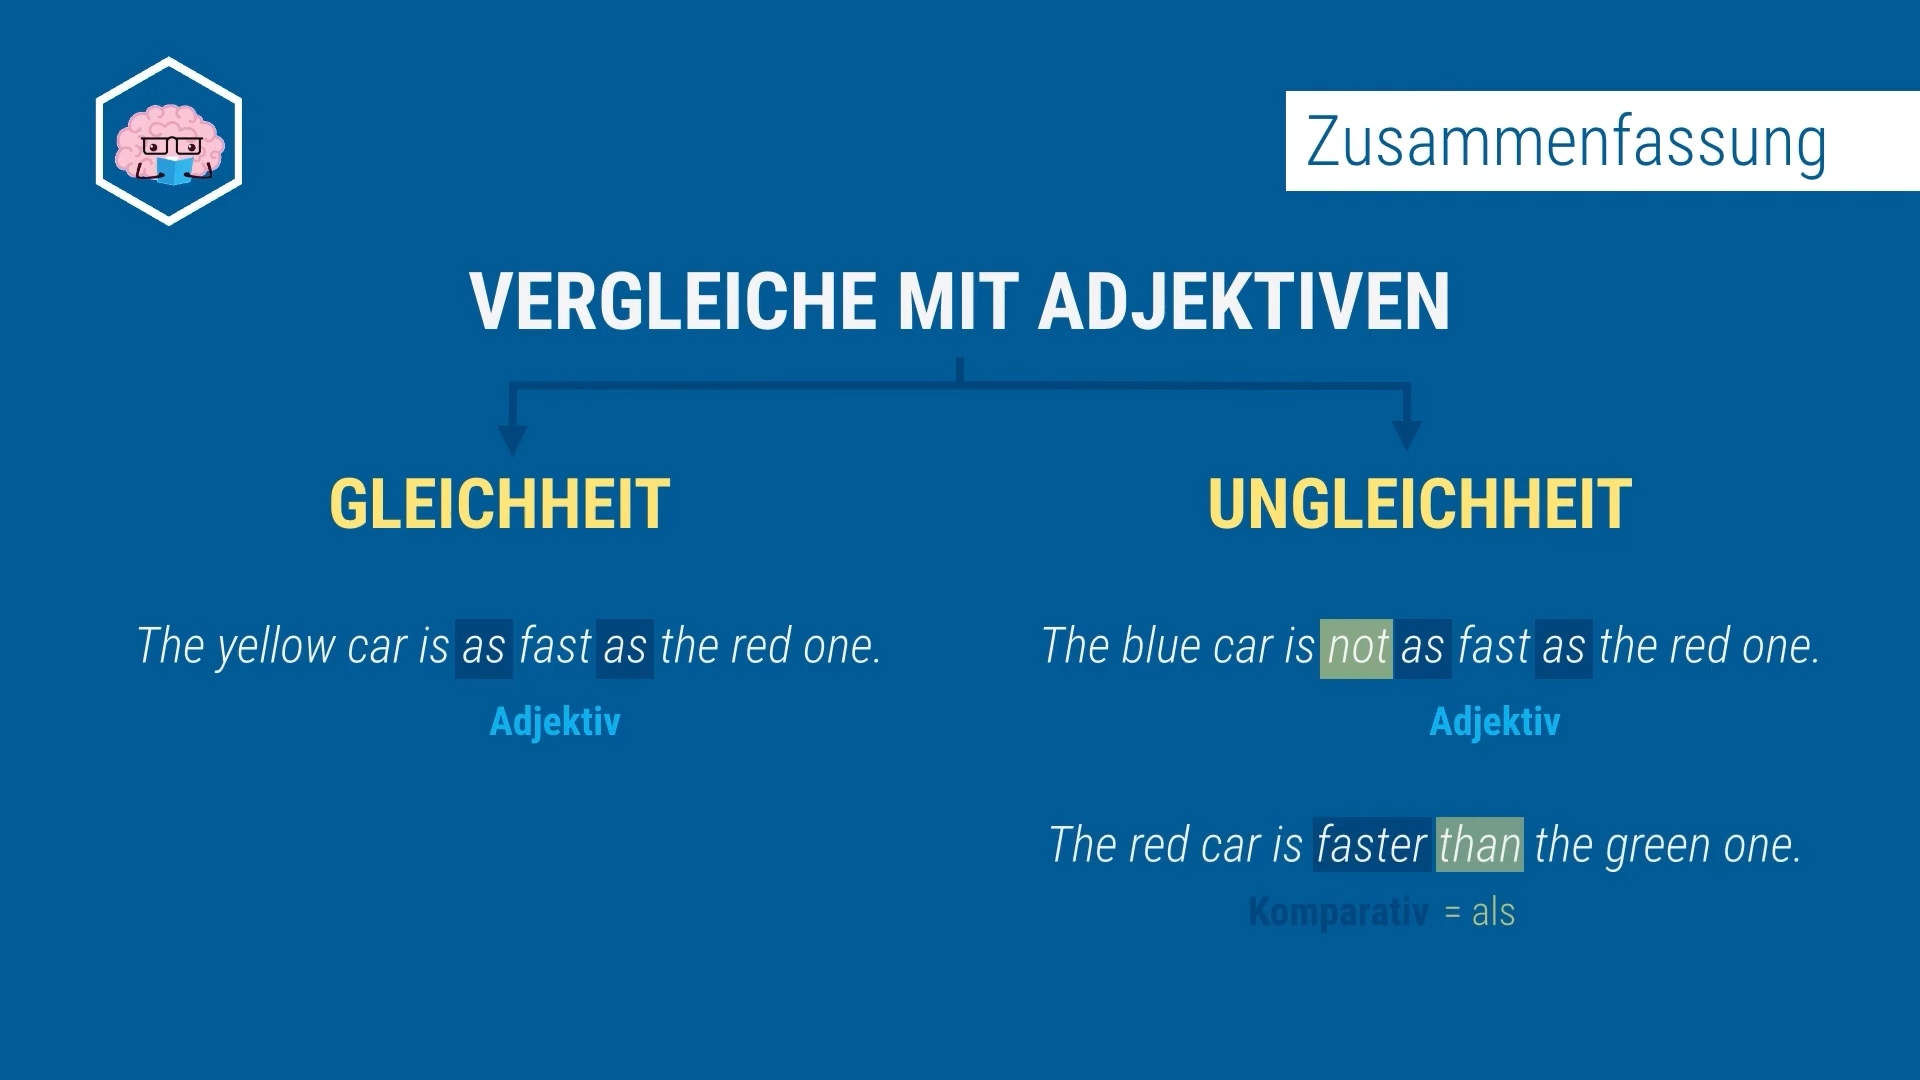 Zusammenfassung
VERGLEICHE MIT ADJEKTIVEN
GLEICHHEIT
The yellow car is as fast as the red one.
Adjektiv
UNGLEICHHEIT
The blue car is not as fast as the red one.
Adjektiv
The red car is faster than the green one.
Komparativ = als